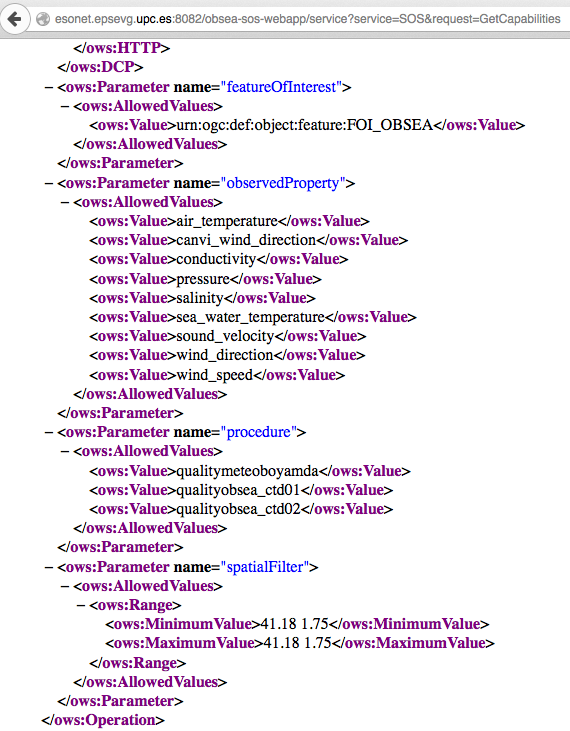 esonet.epsevg.upc.es:8082/obsea-sos-webapp/service?service=SOS&request=GetCapabilities
</ows:HTTP>
</ows:DCP>
– <ows:Parameter name="featureOfInterest">
– <ows:AllowedValues>
<ows:Value>urn:ogc:def:object:feature:FOI_OBSEA</ows:Value>
</ows:AllowedValues>
</ows:Parameter>
– <ows:Parameter name="observedProperty">
– <ows:AllowedValues>
<ows:Value>air_temperature</ows:Value>
<ows:Value>canvi_wind_direction</ows:Value>
<ows:Value>conductivity</ows:Value>
<ows:Value>pressure</ows:Value>
<ows:Value>salinity</ows:Value>
<ows:Value>sea_water_temperature</ows:Value>
<ows:Value>sound_velocity</ows:Value>
<ows:Value>wind_direction</ows:Value>
<ows:Value>wind_speed</ows:Value>
</ows:AllowedValues>
</ows:Parameter>
– <ows:Parameter name="procedure">
– <ows:AllowedValues>
<ows:Value>qualitymeteoboyamda</ows:Value>
<ows:Value>qualityobsea_ctd01</ows:Value>
<ows:Value>qualityobsea_ctd02</ows:Value>
</ows:AllowedValues>
</ows:Parameter>
– <ows:Parameter name="spatialFilter">
– <ows:AllowedValues>
– <ows:Range>
<ows:MinimumValue>41.18 1.75</ows:MinimumValue>
<ows:MaximumValue>41.18 1.75</ows:MaximumValue>
</ows:Range>
</ows:AllowedValues>
</ows:Parameter>
</ows:Operation>